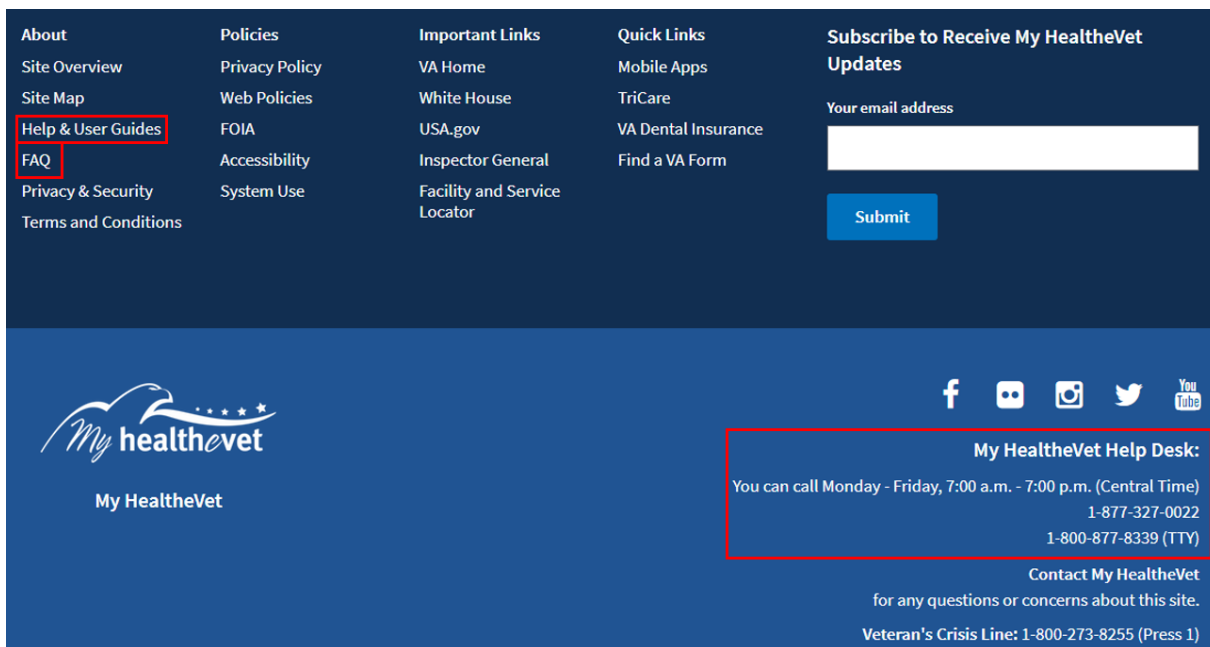 About
Site Overview
Site Map
Help & User Guides
FAQ
Privacy & Security
Terms and Conditions
Policies
Privacy Policy
Web Policies
FOIA
Accessibility
System Use
Important Links
VA Home
White House
USA.gov
Inspector General
Facility and Service
Locator
Quick Links
Mobile Apps
TriCare
VA Dental Insurance
Find a VA Form
Subscribe to Receive My HealtheVet
Updates
Your email address
Submit
My healthevet
My HealtheVet
You
Tube
My HealtheVet Help Desk:
You can call Monday - Friday, 7:00 a.m. - 7:00 p.m. (Central Time)
1-877-327-0022
1-800-877-8339 (TTY)
Contact My HealtheVet
for any questions or concerns about this site.
Veteran's Crisis Line: 1-800-273-8255 (Press 1)